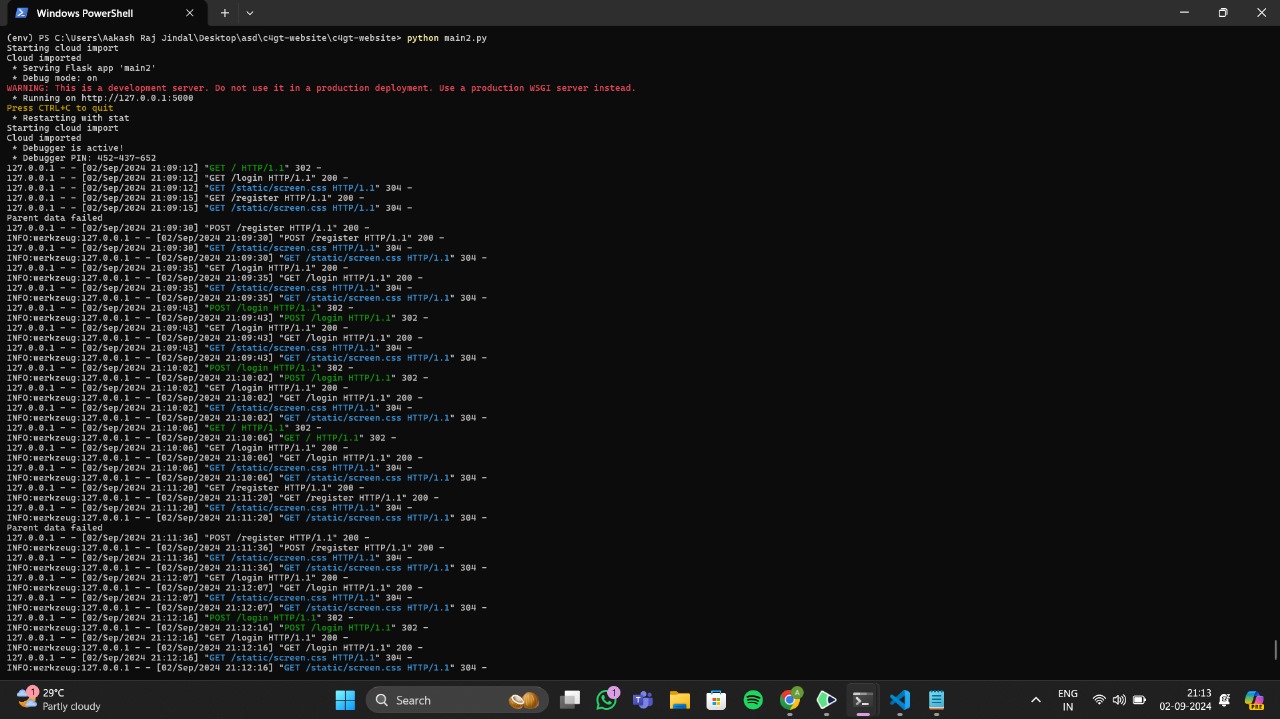 Windows PowerShell
(env) PS C:\Users\Aakash Raj Jindal\Desktop\asd\c4gt-website\c4gt-website> python main2.py
Starting cloud import
Cloud imported
 * Serving Flask app 'main2'
 * Debug mode: on
WARNING: This is a development server. Do not use it in a production deployment. Use a production WSGI server instead.
 * Running on http://127.0.0.1:5000
Press CTRL+C to quit
 * Restarting with stat
Starting cloud import
Cloud imported
 * Debugger is active!
 * Debugger PIN: 452-437-652
127.0.0.1 - - [02/Sep/2024 21:09:12] "GET / HTTP/1.1" 302 -
127.0.0.1 - - [02/Sep/2024 21:09:12] "GET /login HTTP/1.1" 200 -
127.0.0.1 - - [02/Sep/2024 21:09:12] "GET /static/screen.css HTTP/1.1" 304 -
127.0.0.1 - - [02/Sep/2024 21:09:15] "GET /register HTTP/1.1" 200 -
127.0.0.1 - - [02/Sep/2024 21:09:15] "GET /static/screen.css HTTP/1.1" 304 -
Parent data failed
127.0.0.1 - - [02/Sep/2024 21:09:30] "POST /register HTTP/1.1" 200 -
INFO:werkzeug:127.0.0.1 - - [02/Sep/2024 21:09:30] "POST /register HTTP/1.1" 200 -
127.0.0.1 - - [02/Sep/2024 21:09:30] "GET /static/screen.css HTTP/1.1" 304 -
INFO:werkzeug:127.0.0.1 - - [02/Sep/2024 21:09:30] "GET /static/screen.css HTTP/1.1" 304 -
127.0.0.1 - - [02/Sep/2024 21:09:35] "GET /login HTTP/1.1" 200 -
INFO:werkzeug:127.0.0.1 - - [02/Sep/2024 21:09:35] "GET /login HTTP/1.1" 200 -
127.0.0.1 - - [02/Sep/2024 21:09:35] "GET /static/screen.css HTTP/1.1" 304 -
INFO:werkzeug:127.0.0.1 - - [02/Sep/2024 21:09:35] "GET /static/screen.css HTTP/1.1" 304 -
127.0.0.1 - - [02/Sep/2024 21:09:43] "POST /login HTTP/1.1" 302 -
INFO:werkzeug:127.0.0.1 - - [02/Sep/2024 21:09:43] "POST /login HTTP/1.1" 302 -
127.0.0.1 - - [02/Sep/2024 21:09:43] "GET /login HTTP/1.1" 200 -
INFO:werkzeug:127.0.0.1 - - [02/Sep/2024 21:09:43] "GET /login HTTP/1.1" 200 -
127.0.0.1 - - [02/Sep/2024 21:09:43] "GET /static/screen.css HTTP/1.1" 304 -
INFO:werkzeug:127.0.0.1 - - [02/Sep/2024 21:09:43] "GET /static/screen.css HTTP/1.1" 304 -
127.0.0.1 - - [02/Sep/2024 21:10:02] "POST /login HTTP/1.1" 302 -
INFO:werkzeug:127.0.0.1 - - [02/Sep/2024 21:10:02] "POST /login HTTP/1.1" 302 -
127.0.0.1 - - [02/Sep/2024 21:10:02] "GET /login HTTP/1.1" 200 -
INFO:werkzeug:127.0.0.1 - - [02/Sep/2024 21:10:02] "GET /login HTTP/1.1" 200 -
127.0.0.1 - - [02/Sep/2024 21:10:02] "GET /static/screen.css HTTP/1.1" 304 -
INFO:werkzeug:127.0.0.1 - - [02/Sep/2024 21:10:02] "GET /static/screen.css HTTP/1.1" 304 -
127.0.0.1 - - [02/Sep/2024 21:10:06] "GET / HTTP/1.1" 302 -
INFO:werkzeug:127.0.0.1 - - [02/Sep/2024 21:10:06] "GET / HTTP/1.1" 302 -
127.0.0.1 - - [02/Sep/2024 21:10:06] "GET /login HTTP/1.1" 200 -
INFO:werkzeug:127.0.0.1 - - [02/Sep/2024 21:10:06] "GET /login HTTP/1.1" 200 -
127.0.0.1 - - [02/Sep/2024 21:10:06] "GET /static/screen.css HTTP/1.1" 304 -
INFO:werkzeug:127.0.0.1 - - [02/Sep/2024 21:10:06] "GET /static/screen.css HTTP/1.1" 304 -
127.0.0.1 - - [02/Sep/2024 21:11:20] "GET /register HTTP/1.1" 200 -
INFO:werkzeug:127.0.0.1 - - [02/Sep/2024 21:11:20] "GET /register HTTP/1.1" 200 -
127.0.0.1 - - [02/Sep/2024 21:11:20] "GET /static/screen.css HTTP/1.1" 304 -
INFO:werkzeug:127.0.0.1 - - [02/Sep/2024 21:11:20] "GET /static/screen.css HTTP/1.1" 304 -
Parent data failed
127.0.0.1 - - [02/Sep/2024 21:11:36] "POST /register HTTP/1.1" 200 -
INFO:werkzeug:127.0.0.1 - - [02/Sep/2024 21:11:36] "POST /register HTTP/1.1" 200 -
127.0.0.1 - - [02/Sep/2024 21:11:36] "GET /static/screen.css HTTP/1.1" 304 -
INFO:werkzeug:127.0.0.1 - - [02/Sep/2024 21:11:36] "GET /static/screen.css HTTP/1.1" 304 -
127.0.0.1 - - [02/Sep/2024 21:12:07] "GET /login HTTP/1.1" 200 -
INFO:werkzeug:127.0.0.1 - - [02/Sep/2024 21:12:07] "GET /login HTTP/1.1" 200 -
127.0.0.1 - - [02/Sep/2024 21:12:07] "GET /static/screen.css HTTP/1.1" 304 -
INFO:werkzeug:127.0.0.1 - - [02/Sep/2024 21:12:07] "GET /static/screen.css HTTP/1.1" 304 -
127.0.0.1 - - [02/Sep/2024 21:12:16] "POST /login HTTP/1.1" 302 -
INFO:werkzeug:127.0.0.1 - - [02/Sep/2024 21:12:16] "POST /login HTTP/1.1" 302 -
127.0.0.1 - - [02/Sep/2024 21:12:16] "GET /login HTTP/1.1" 200 -
INFO:werkzeug:127.0.0.1 - - [02/Sep/2024 21:12:16] "GET /login HTTP/1.1" 200 -
127.0.0.1 - - [02/Sep/2024 21:12:16] "GET /static/screen.css HTTP/1.1" 304 -
INFO:werkzeug:127.0.0.1 - - [02/Sep/2024 21:12:16] "GET /static/screen.css HTTP/1.1" 304 -
1
29°C
Partly cloudy
Search
1
A
ENG
IN
21:13
02-09-2024
PRE